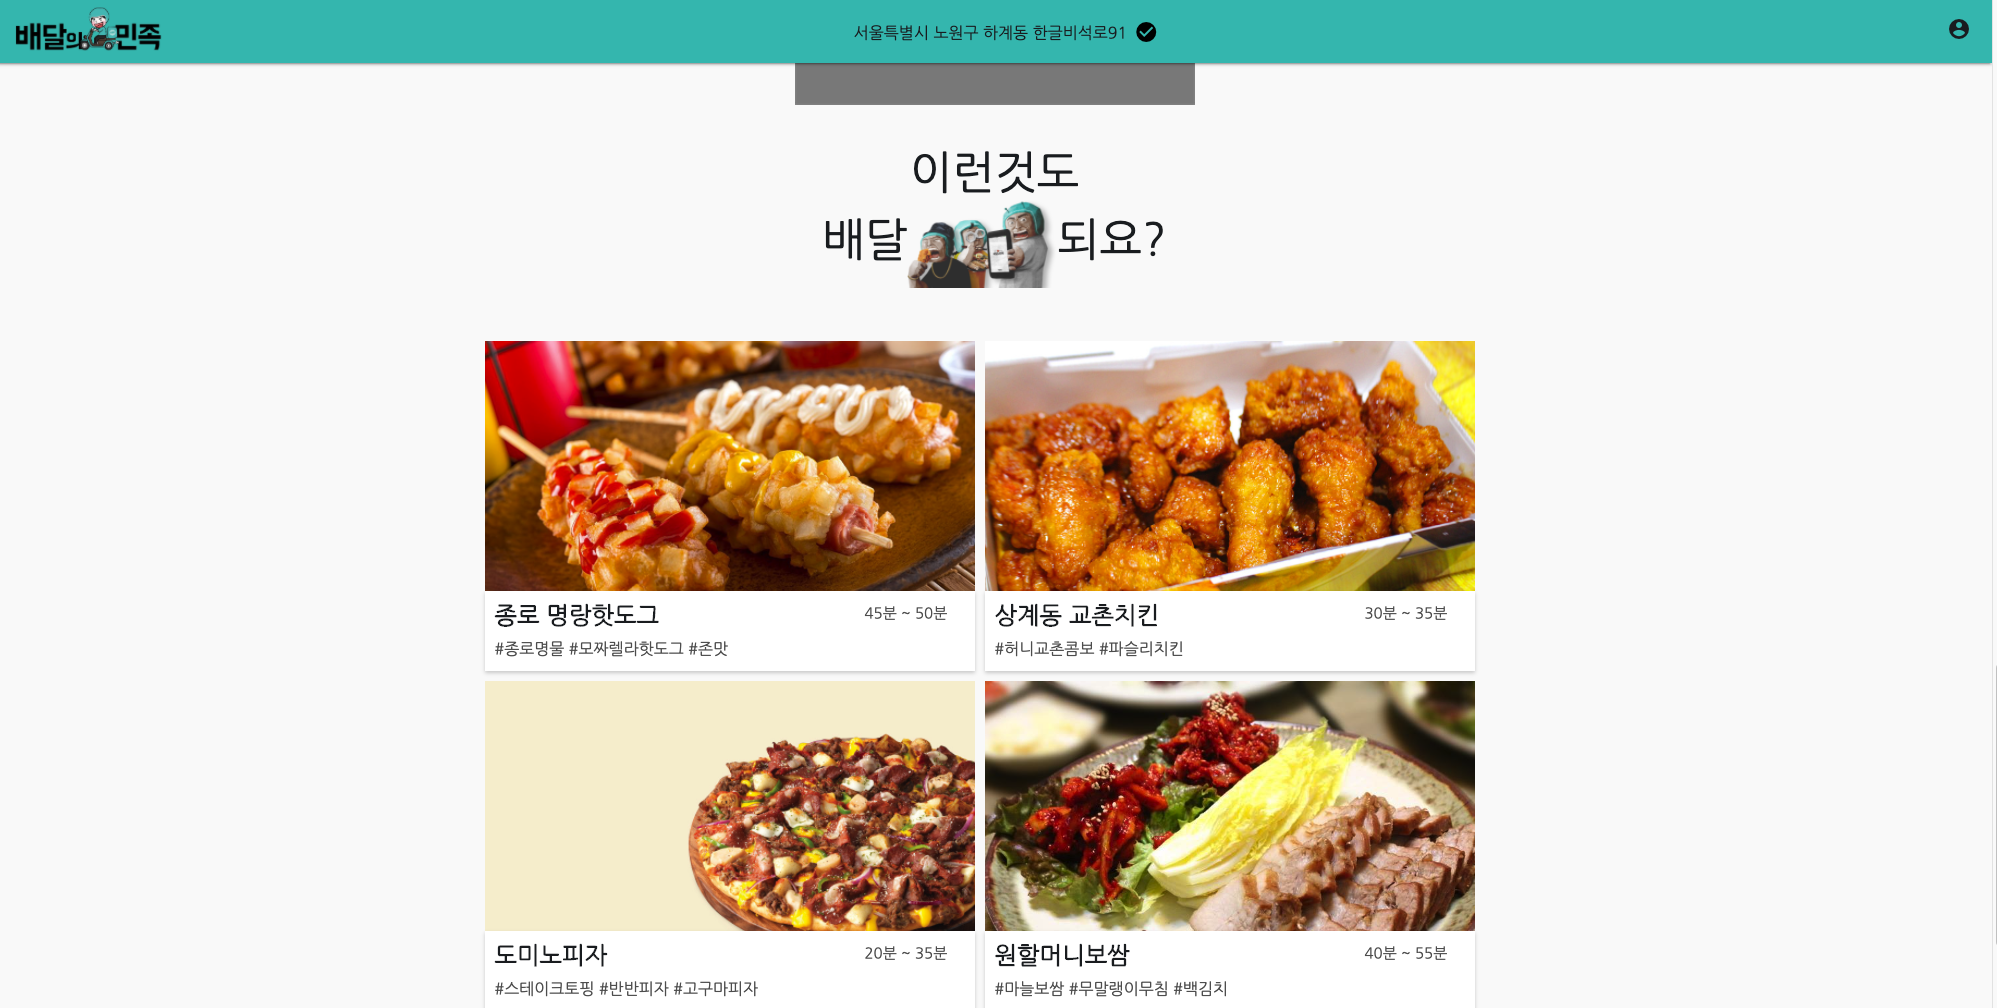 배달의민족
서울특별시 노원구 하계동 한글비석로91
이런것도
배달 되요?
종로 명랑핫도그 45분 ~ 50분
#종로명물 #모짜렐라핫도그 #존맛
상계동 교촌치킨 30분 ~ 35분
#허니교촌콤보 #파슬리치킨
도미노피자 20분 ~ 35분
#스테이크토핑 #반반피자 #고구마피자
원할머니보쌈 40분 ~ 55분
#마늘보쌈 #무말랭이무침 #백김치